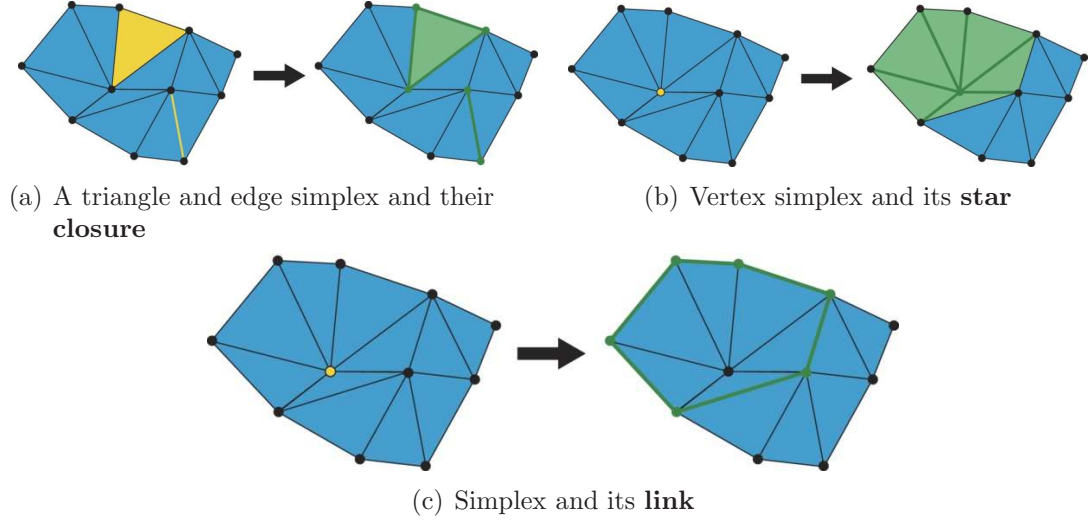 (a) A triangle and edge simplex and their
closure
(b) Vertex simplex and its star
(c) Simplex and its link